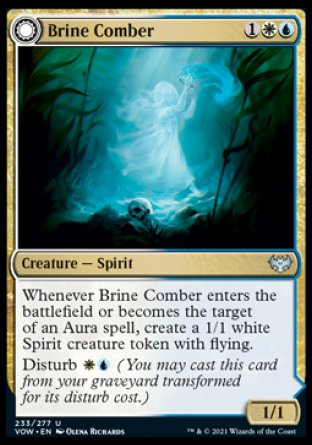 Brine Comber 1
Creature — Spirit
Whenever Brine Comber enters the
battlefield or becomes the target
of an Aura spell, create a 1/1 white
Spirit creature token with flying.
Disturb (You may cast this card
from your graveyard transformed
for its disturb cost.)
1/1
233/277 U
VOW • EN Olena Richards ™ & © 2021 Wizards of the Coast